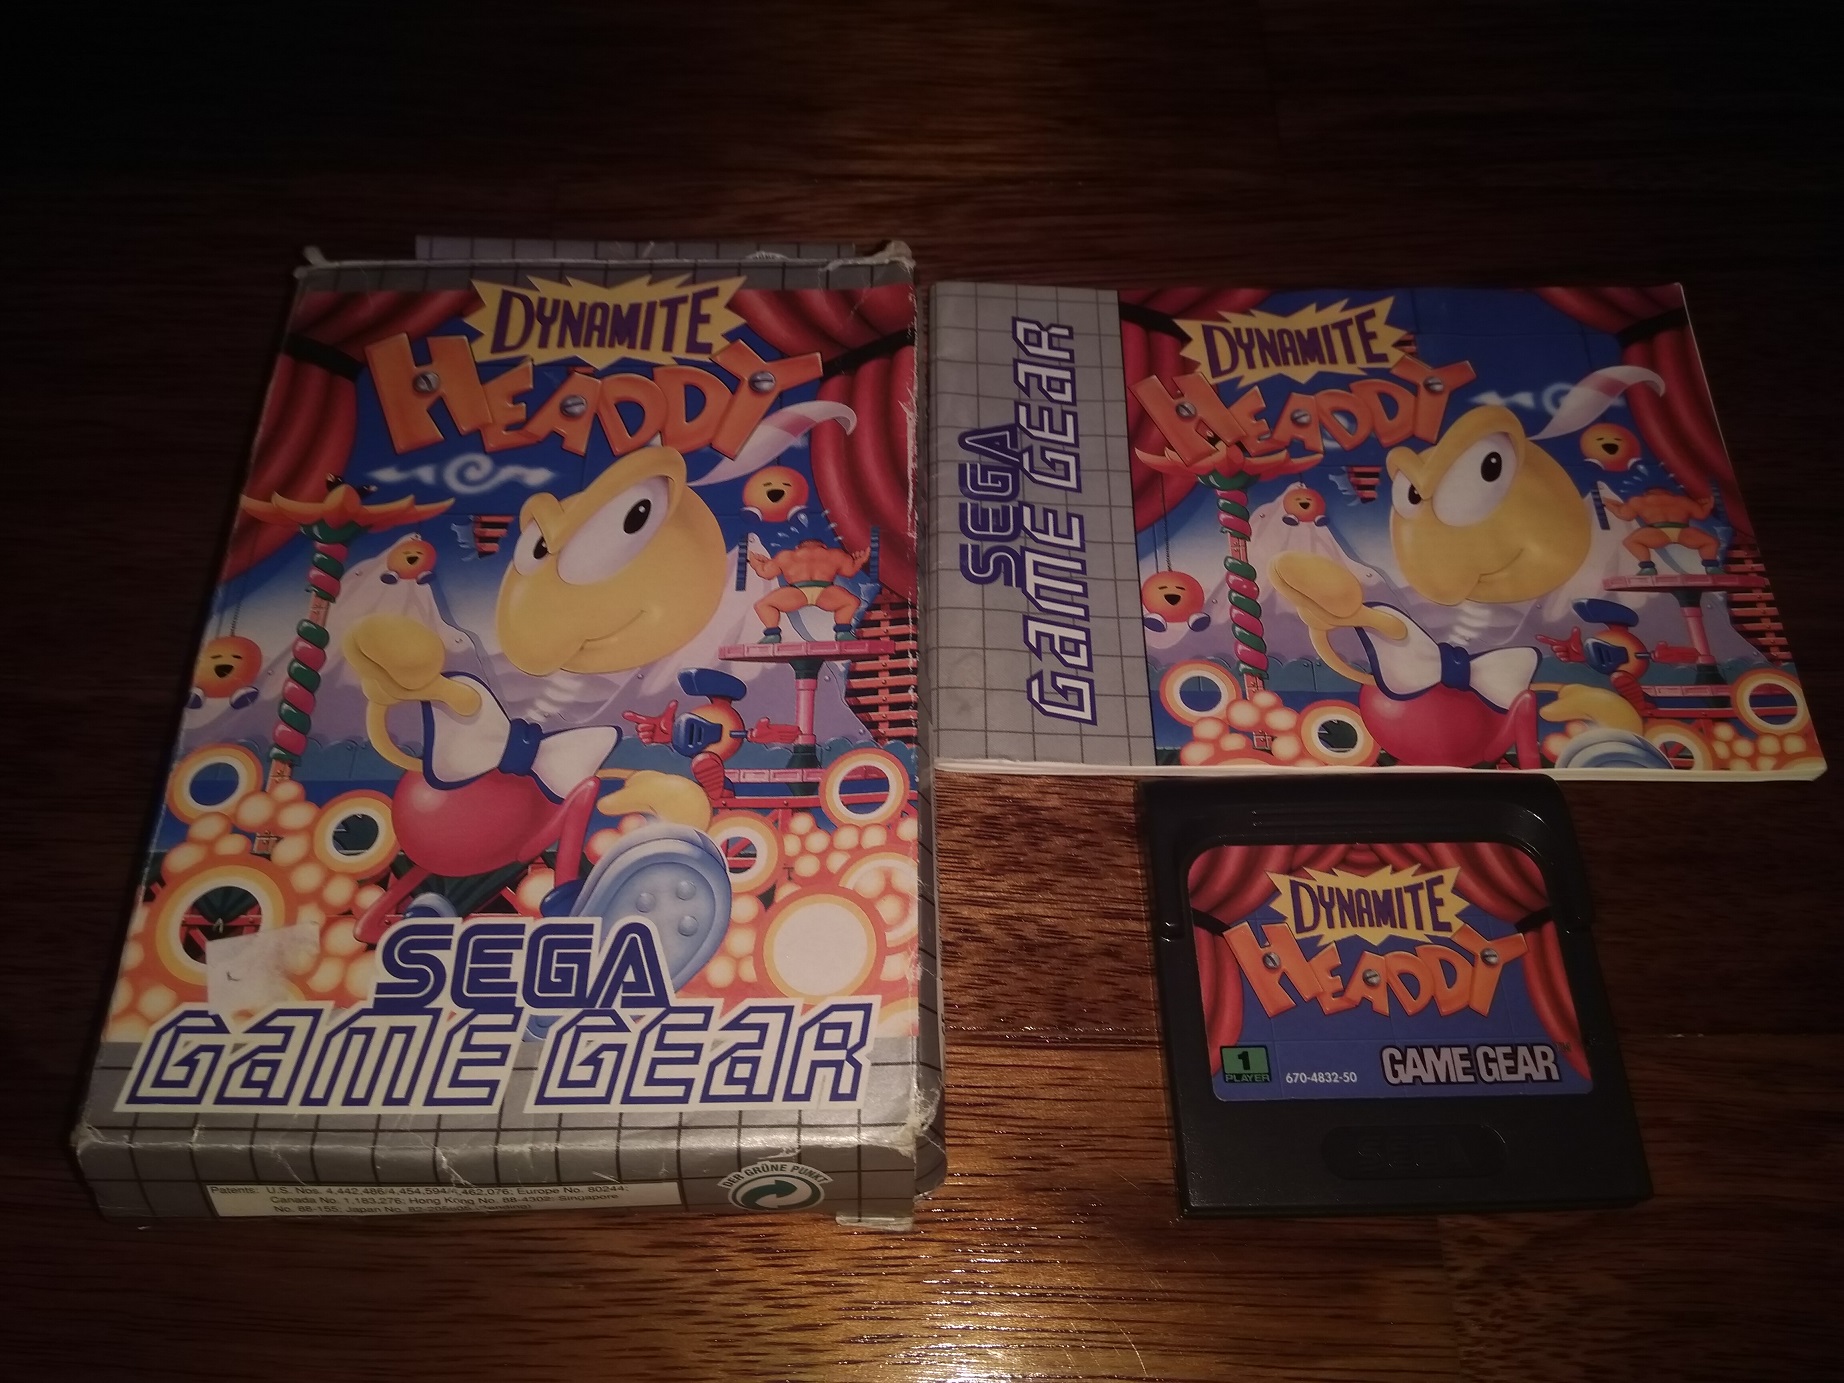 DYNAMITE
HEADDY
SEGA
GAME GEAR
Patents: U.S. Nos. 4,442,486/4,454,594/4,462,076; Europe No. 80244;
Canada No. 1,183,276; Hong Kong No. 88-4302; Singapore
No. 88-155; Japan No.
DER GRÜNE PUNKT
SEGA
GAME GEAR
DYNAMITE
HEADDY
DYNAMITE
HEADDY
1
PLAYER
670-4832-50
GAME GEAR
SEGA